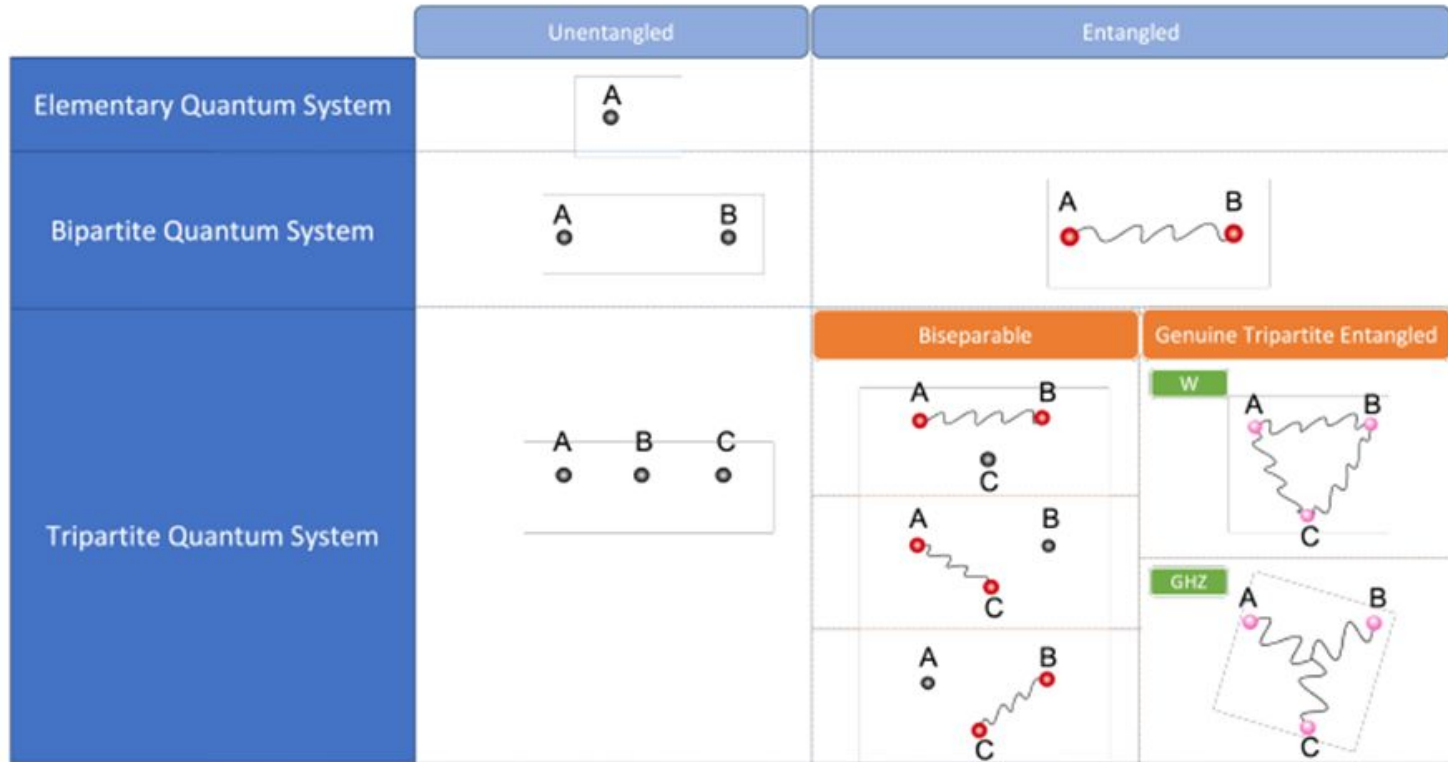 Unentangled
Entangled
Elementary Quantum System
A
Bipartite Quantum System
A B
A B
Biseparable
Genuine Tripartite Entangled
Tripartite Quantum System
A B C
A B
C
A B
C
A B
C
W
A B
C
GHZ
A B
C